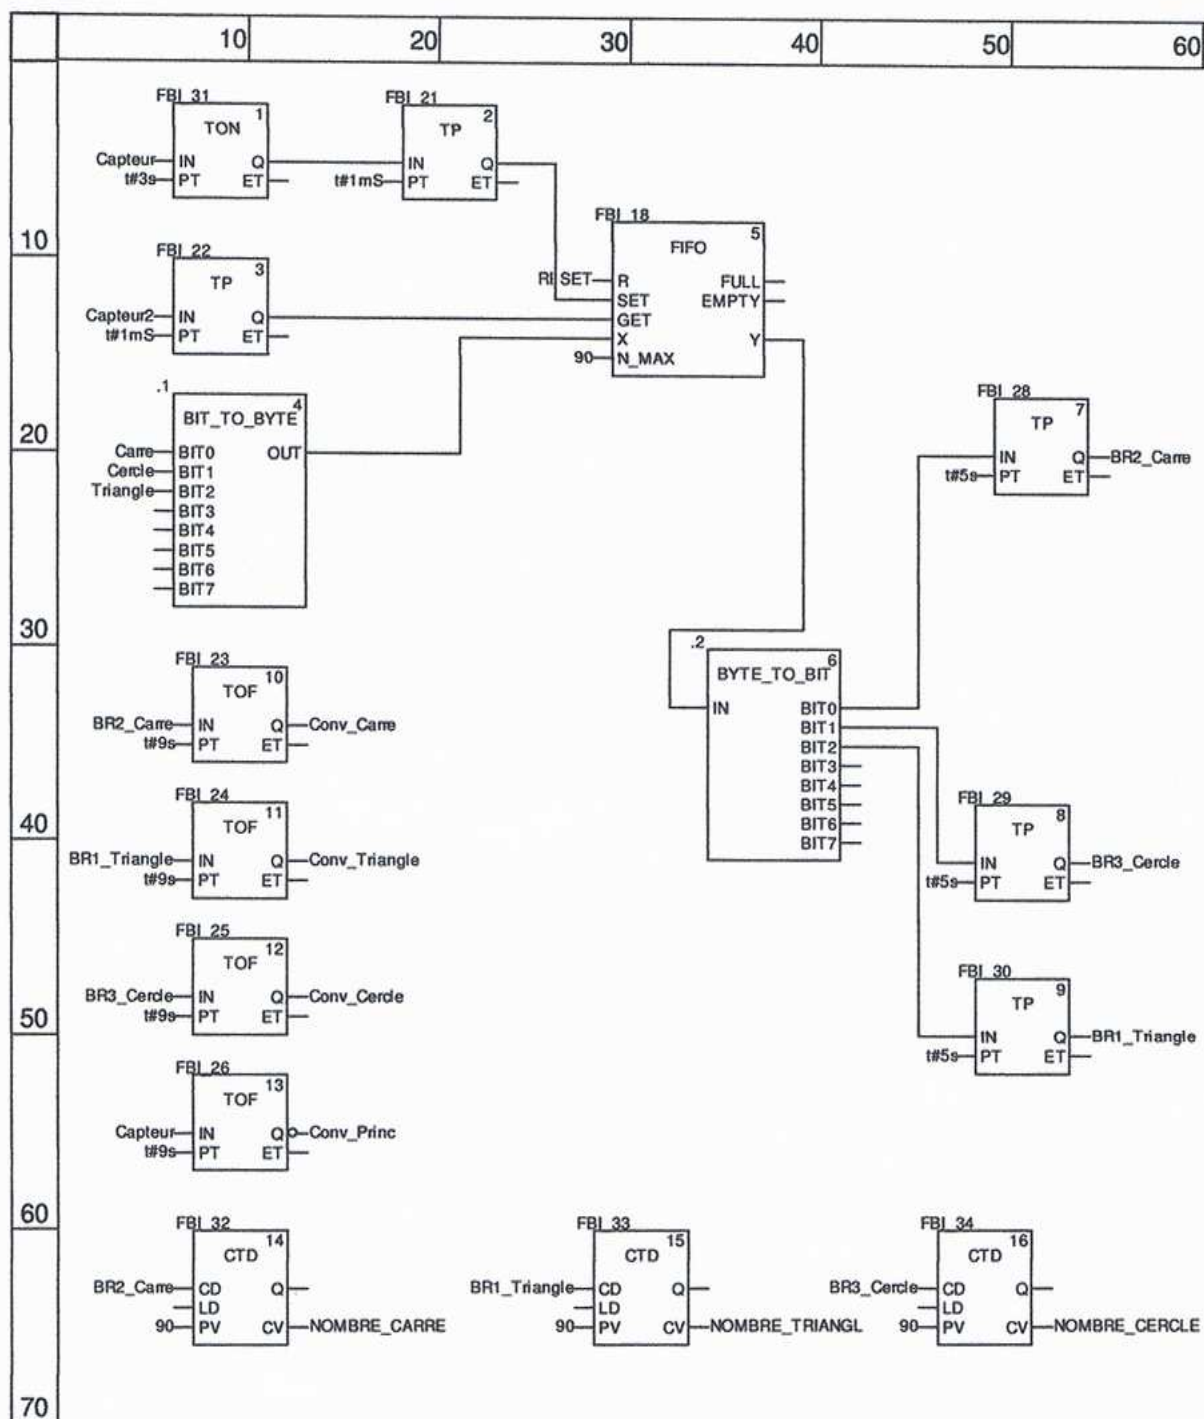 10 20 30 40 50 60
FBI_31 FBI_21
1 2
TON TP
Capteur IN Q IN Q
t#3s PT ET t#1mS PT ET
FBI_18
10 5
FBI_22 FIFO
3
TP R FULL
SET EMPTY
Capteur2 IN Q GET
t#1mS PT ET X Y
90 N_MAX
.1
4 FBI_28
BIT_TO_BYTE 7
20 TP
Carre BIT0 OUT IN Q BR2_Carre
Cercle BIT1 t#5s PT ET
Triangle BIT2
BIT3
BIT4
BIT5
BIT6
BIT7
30
.2
FBI_23 6
10 BYTE_TO_BIT
TOF
IN BIT0
BR2_Carre IN Q Conv_Carre BIT1
t#9s PT ET BIT2
BIT3
BIT4
FBI_24 BIT5 FBI_29
11 BIT6 8
40 TOF BIT7 TP
BR1_Triangle IN Q Conv_Triangle IN Q BR3_Cercle
t#9s PT ET t#5s PT ET
FBI_25
12
TOF FBI_30
9
BR3_Cercle IN Q Conv_Cercle TP
t#9s PT ET
50 IN Q BR1_Triangle
t#5s PT ET
FBI_26
13
TOF
Capteur IN Q Conv_Princ
t#9s PT ET
60
FBI_32 FBI_33 FBI_34
14 15 16
CTD CTD CTD
BR2_Carre CD Q BR1_Triangle CD Q BR3_Cercle CD Q
LD LD LD
90 PV CV NOMBRE_CARRE 90 PV CV NOMBRE_TRIANGL 90 PV CV NOMBRE_CERCLE
70